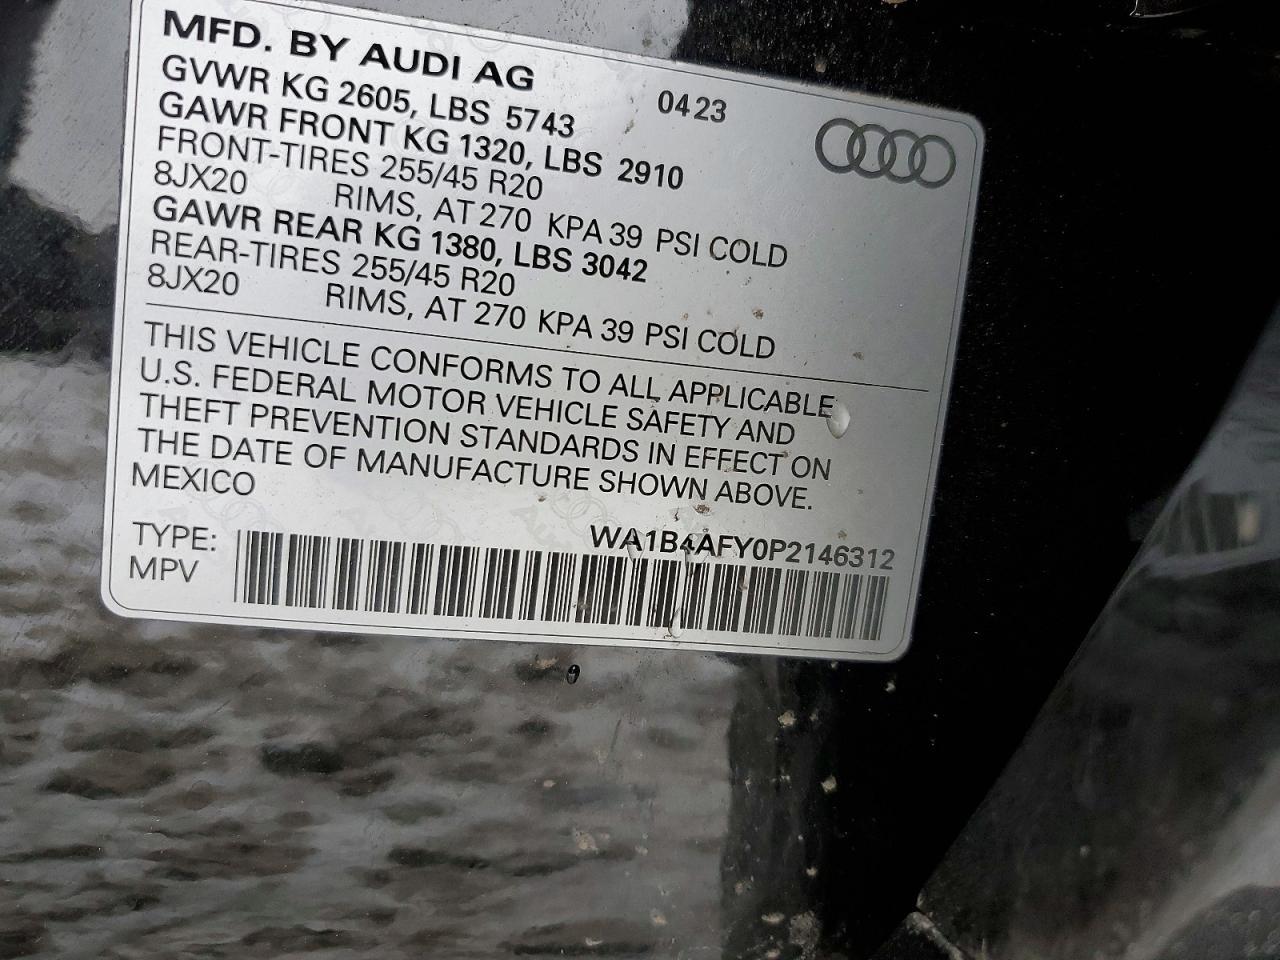 MFD. BY AUDI AG 0423
GVWR KG 2605, LBS 5743
GAWR FRONT KG 1320, LBS 2910
FRONT-TIRES 255/45 R20
8JX20 RIMS, AT 270 KPA 39 PSI COLD
GAWR REAR KG 1380, LBS 3042
REAR-TIRES 255/45 R20
8JX20 RIMS, AT 270 KPA 39 PSI COLD
THIS VEHICLE CONFORMS TO ALL APPLICABLE
U.S. FEDERAL MOTOR VEHICLE SAFETY AND
THEFT PREVENTION STANDARDS IN EFFECT ON
THE DATE OF MANUFACTURE SHOWN ABOVE.
MEXICO
WA1B4AFY0P2146312
TYPE:
MPV